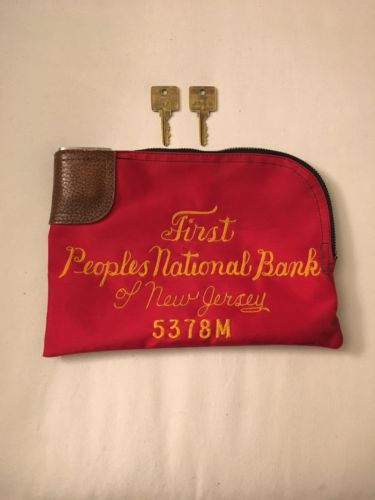 First
Peoples National Bank
of New Jersey
5378M